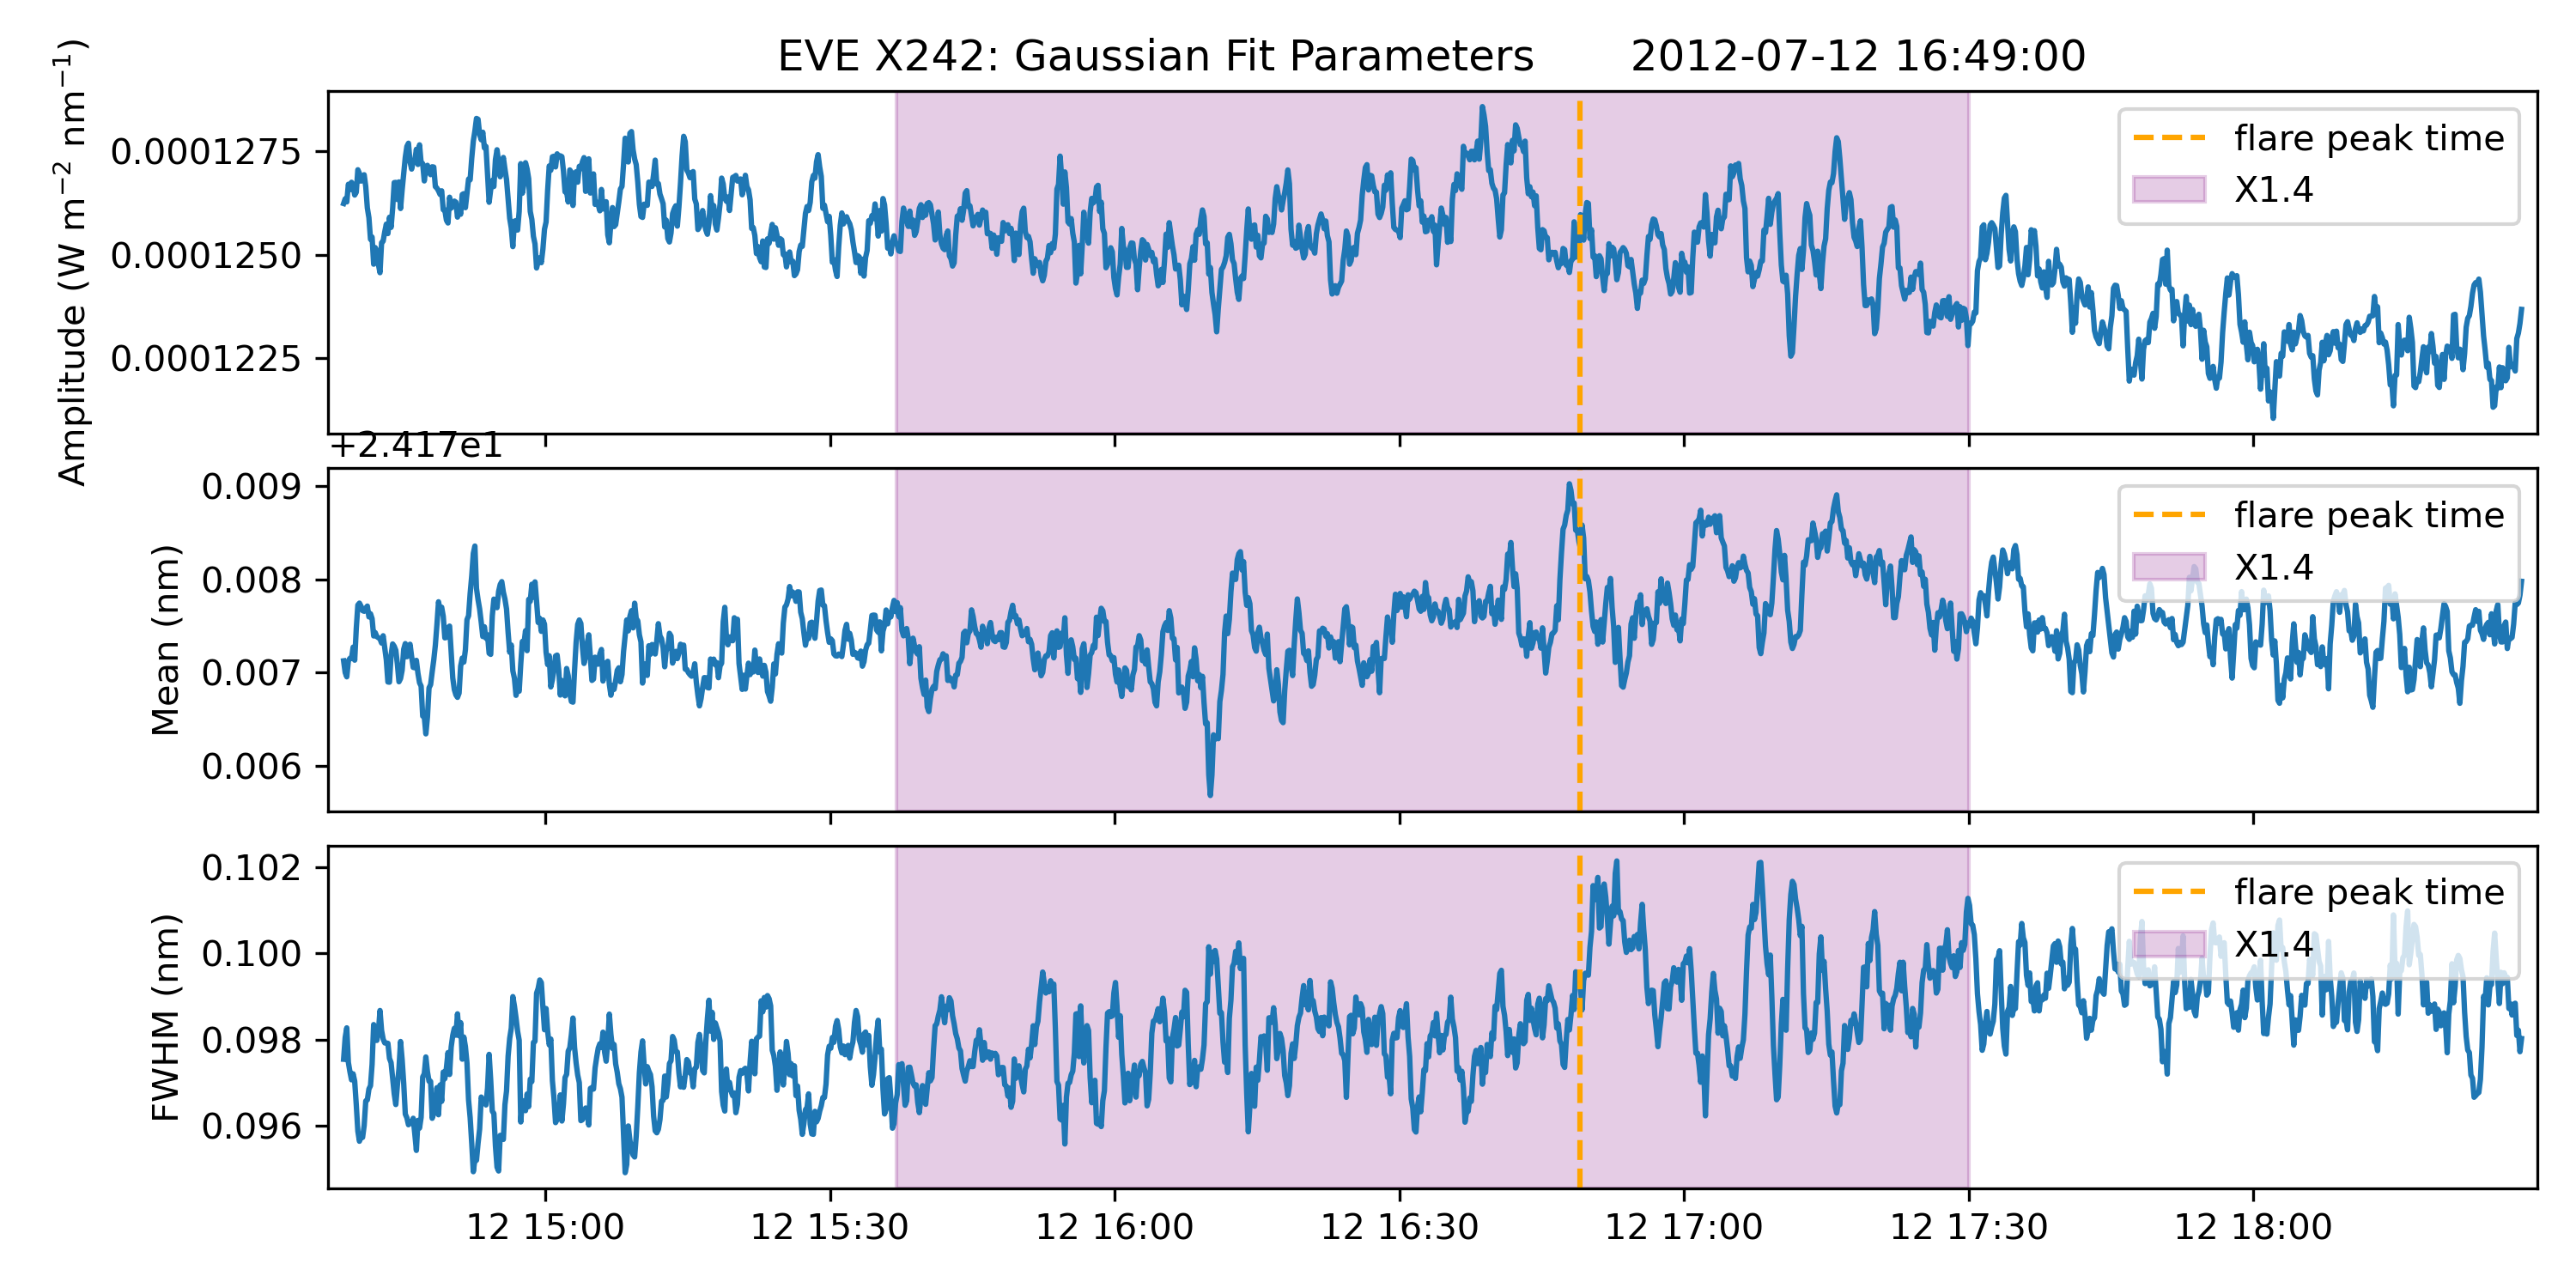 EVE X242: Gaussian Fit Parameters 2012-07-12 16:49:00
Amplitude (W m⁻² nm⁻¹)
0.0001275
0.0001250
0.0001225
flare peak time
X1.4
+2.417e1
Mean (nm)
0.009
0.008
0.007
0.006
flare peak time
X1.4
FWHM (nm)
0.102
0.100
0.098
0.096
flare peak time
X1.4
12 15:00 12 15:30 12 16:00 12 16:30 12 17:00 12 17:30 12 18:00